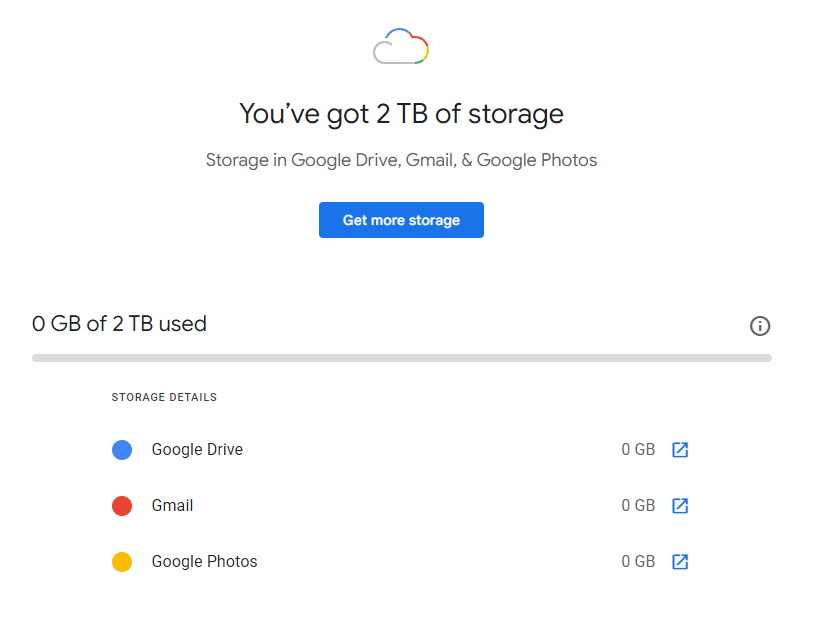 You’ve got 2 TB of storage
Storage in Google Drive, Gmail, & Google Photos
Get more storage
0 GB of 2 TB used
STORAGE DETAILS
Google Drive 0 GB
Gmail 0 GB
Google Photos 0 GB